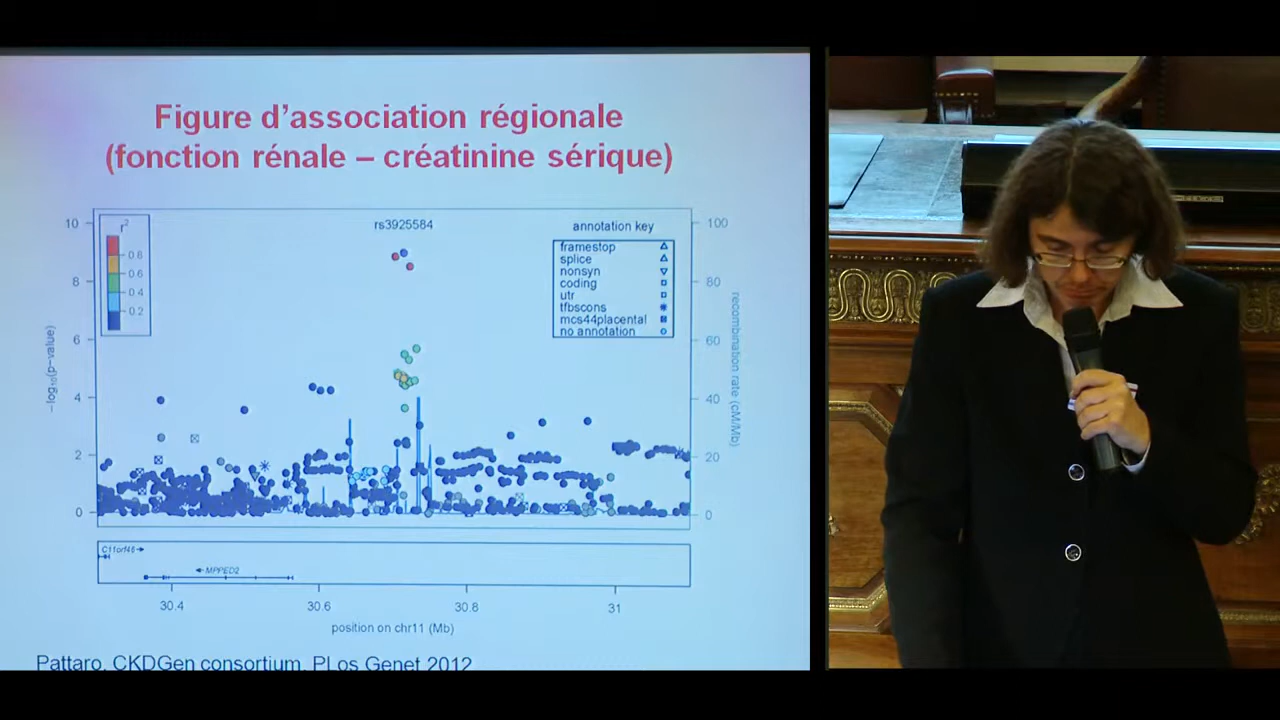 Figure d'association régionale
(fonction rénale – créatinine sérique)
rs3925584
r²
0.8
0.6
0.4
0.2
annotation key
framestop
splice
nonsyn
coding
utr
tfbscons
mcs44placental
no annotation
10
8
6
4
2
0
−log₁₀(p−value)
100
80
60
40
20
0
recombination rate (cM/Mb)
C11orf46
MPPED2
30.4
30.6
30.8
31
position on chr11 (Mb)
Pattaro, CKDGen consortium, PLos Genet 2012